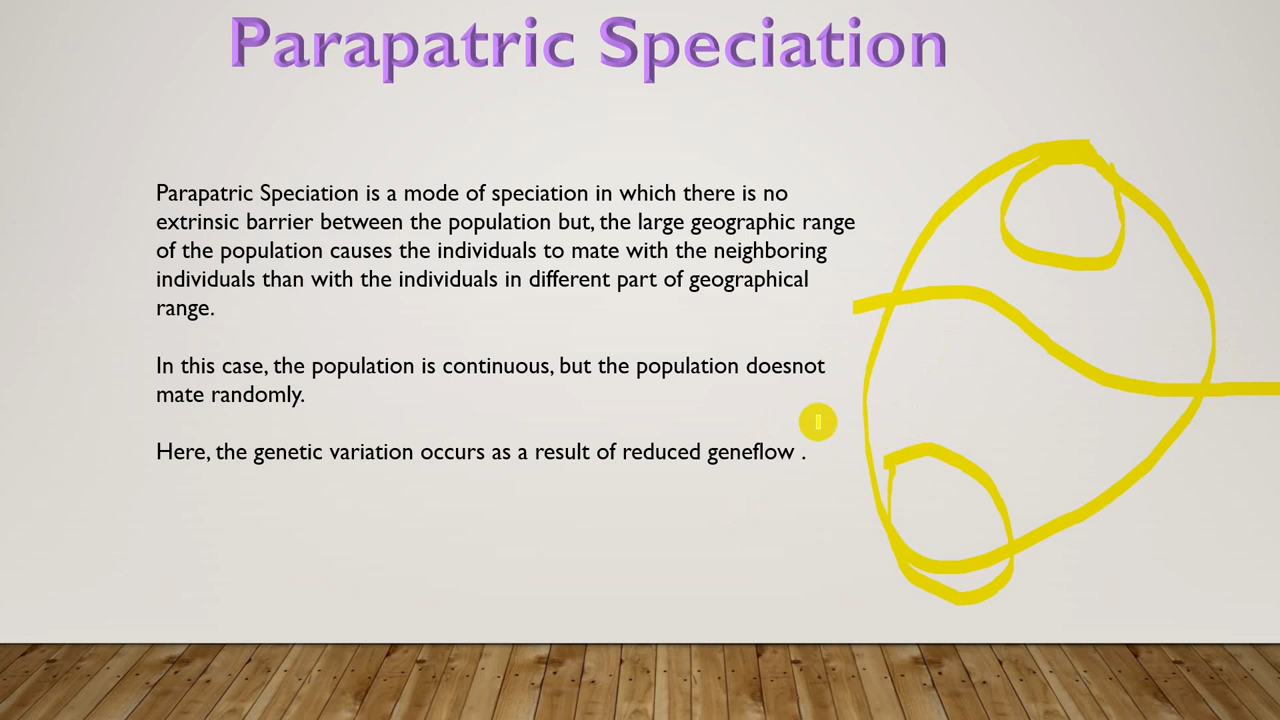 Parapatric Speciation
Parapatric Speciation is a mode of speciation in which there is no
extrinsic barrier between the population but, the large geographic range
of the population causes the individuals to mate with the neighboring
individuals than with the individuals in different part of geographical
range.
In this case, the population is continuous, but the population doesnot
mate randomly.
Here, the genetic variation occurs as a result of reduced geneflow .